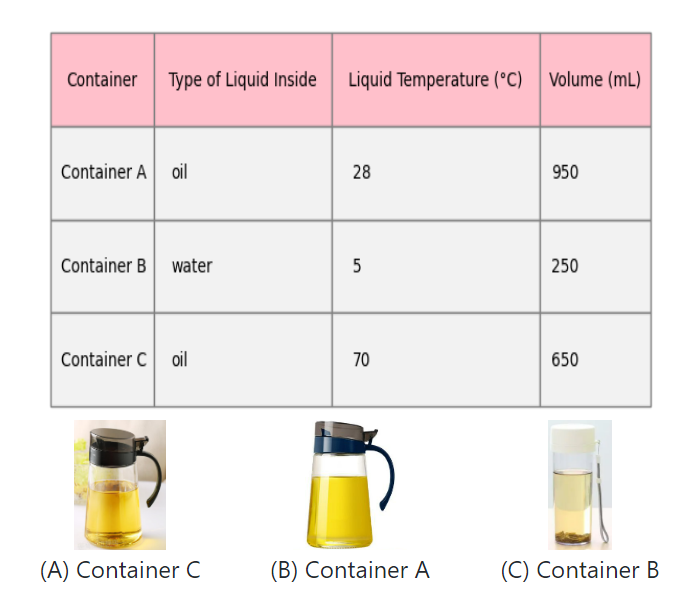 Container Type of Liquid Inside Liquid Temperature (°C) Volume (mL)
Container A oil 28 950
Container B water 5 250
Container C oil 70 650
(A) Container C (B) Container A (C) Container B